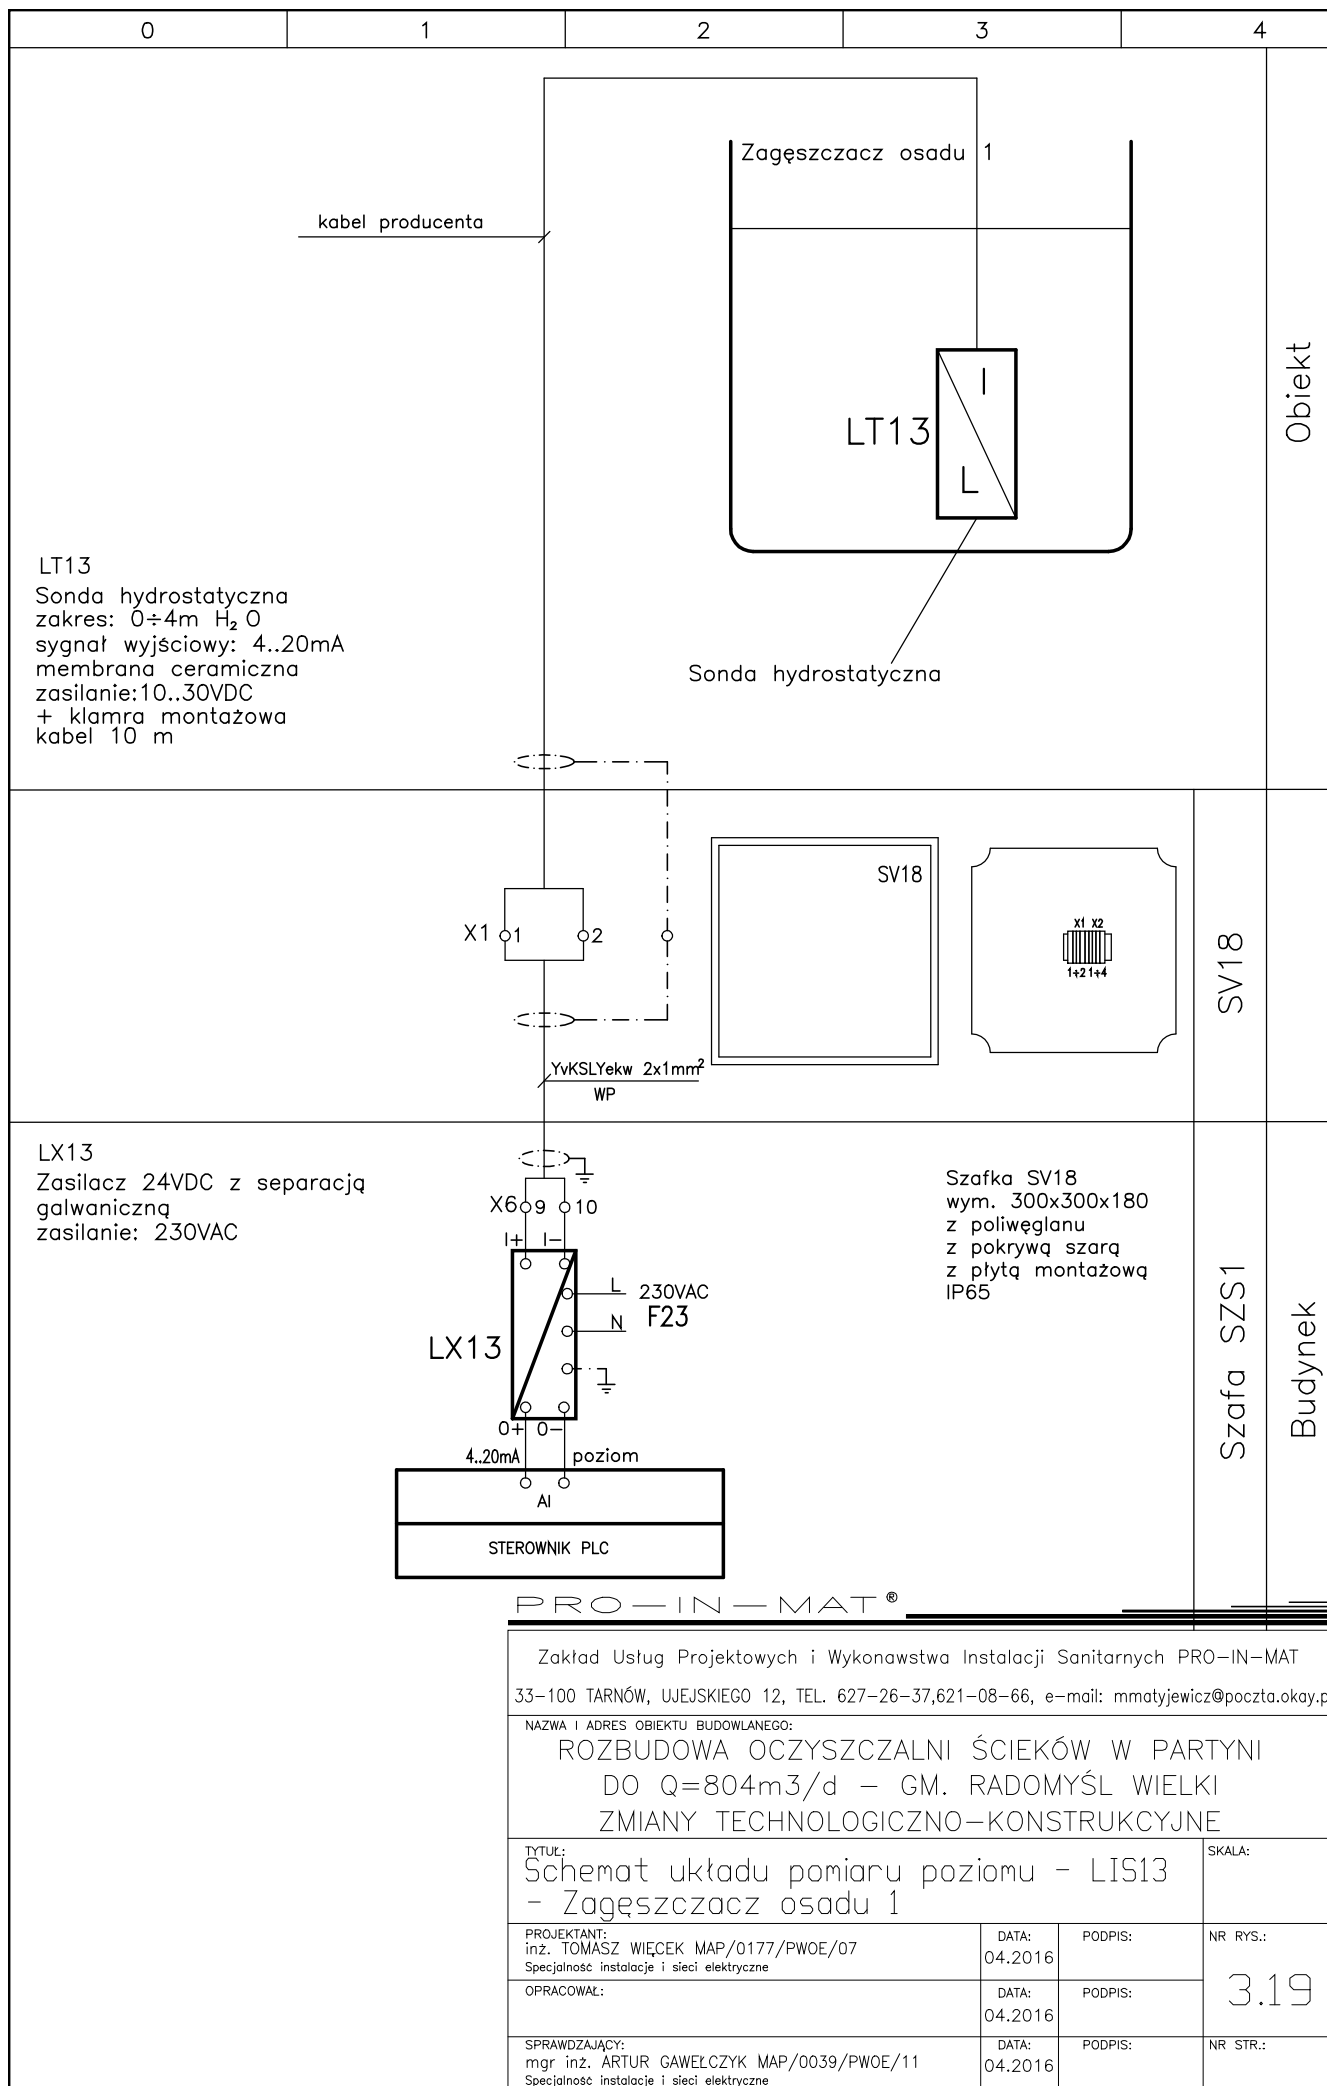 0 1 2 3 4
Zagęszczacz osadu 1
kabel producenta
I
LT13
L
Obiekt
LT13
Sonda hydrostatyczna
zakres: 0÷4m H₂ O
sygnał wyjściowy: 4..20mA
membrana ceramiczna
zasilanie:10..30VDC
+ klamra montażowa
kabel 10 m
Sonda hydrostatyczna
SV18
X1 1 2
X1 X2
1÷2 1÷4
SV18
YvKSLYekw 2x1mm²
WP
LX13
Zasilacz 24VDC z separacją
galwaniczną
zasilanie: 230VAC
Szafka SV18
wym. 300x300x180
z poliwęglanu
z pokrywą szarą
z płytą montażową
IP65
X6 9 10
I+ I-
L 230VAC
F23
N
LX13
O+ O-
4..20mA poziom
AI
STEROWNIK PLC
Szafa SZS1
Budynek
PRO-IN-MAT®
Zakład Usług Projektowych i Wykonawstwa Instalacji Sanitarnych PRO-IN-MAT
33-100 TARNÓW, UJEJSKIEGO 12, TEL. 627-26-37,621-08-66, e-mail: mmatyjewicz@poczta.okay.p
NAZWA I ADRES OBIEKTU BUDOWLANEGO:
ROZBUDOWA OCZYSZCZALNI ŚCIEKÓW W PARTYNI
DO Q=804m3/d - GM. RADOMYŚL WIELKI
ZMIANY TECHNOLOGICZNO-KONSTRUKCYJNE
TYTUŁ:
Schemat układu pomiaru poziomu - LIS13
- Zagęszczacz osadu 1
SKALA:
PROJEKTANT:
inż. TOMASZ WIĘCEK MAP/0177/PWOE/07
Specjalność instalacje i sieci elektryczne
DATA:
04.2016
PODPIS:
NR RYS.:
3.19
OPRACOWAŁ:
DATA:
04.2016
PODPIS:
SPRAWDZAJĄCY:
mgr inż. ARTUR GAWEŁCZYK MAP/0039/PWOE/11
Specjalność instalacje i sieci elektryczne
DATA:
04.2016
PODPIS:
NR STR.: